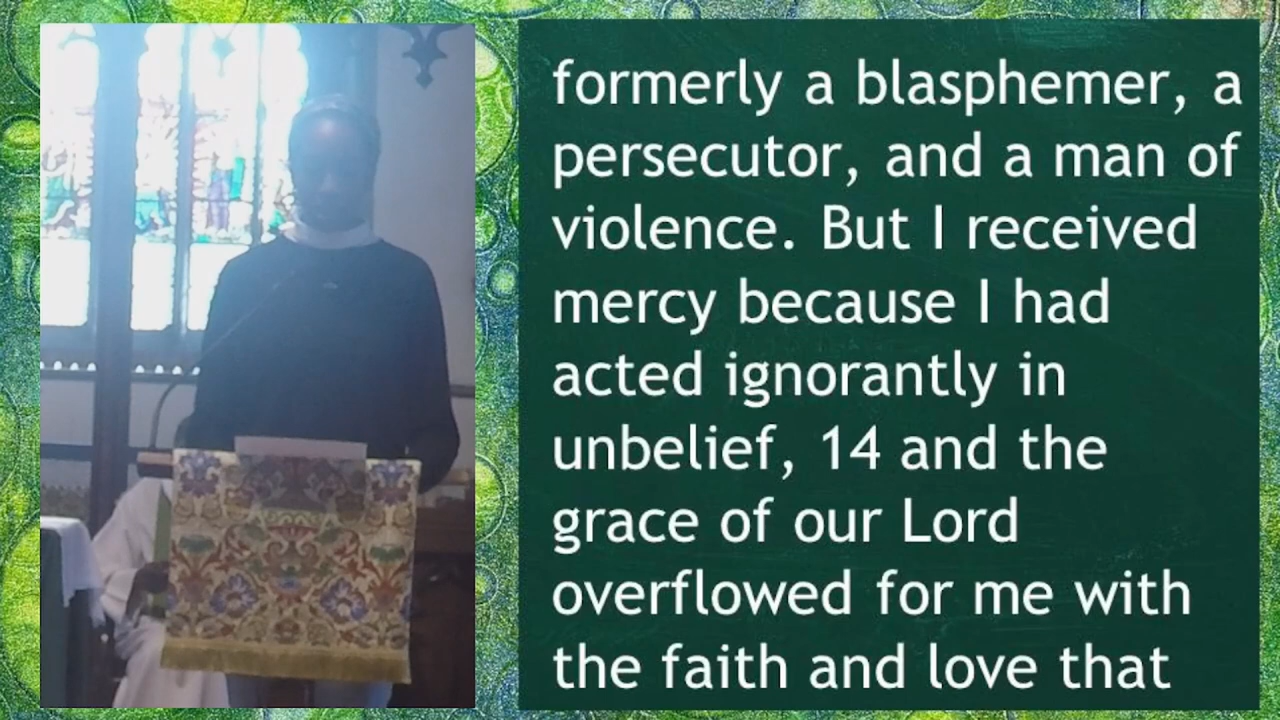 formerly a blasphemer, a
persecutor, and a man of
violence. But I received
mercy because I had
acted ignorantly in
unbelief, 14 and the
grace of our Lord
overflowed for me with
the faith and love that